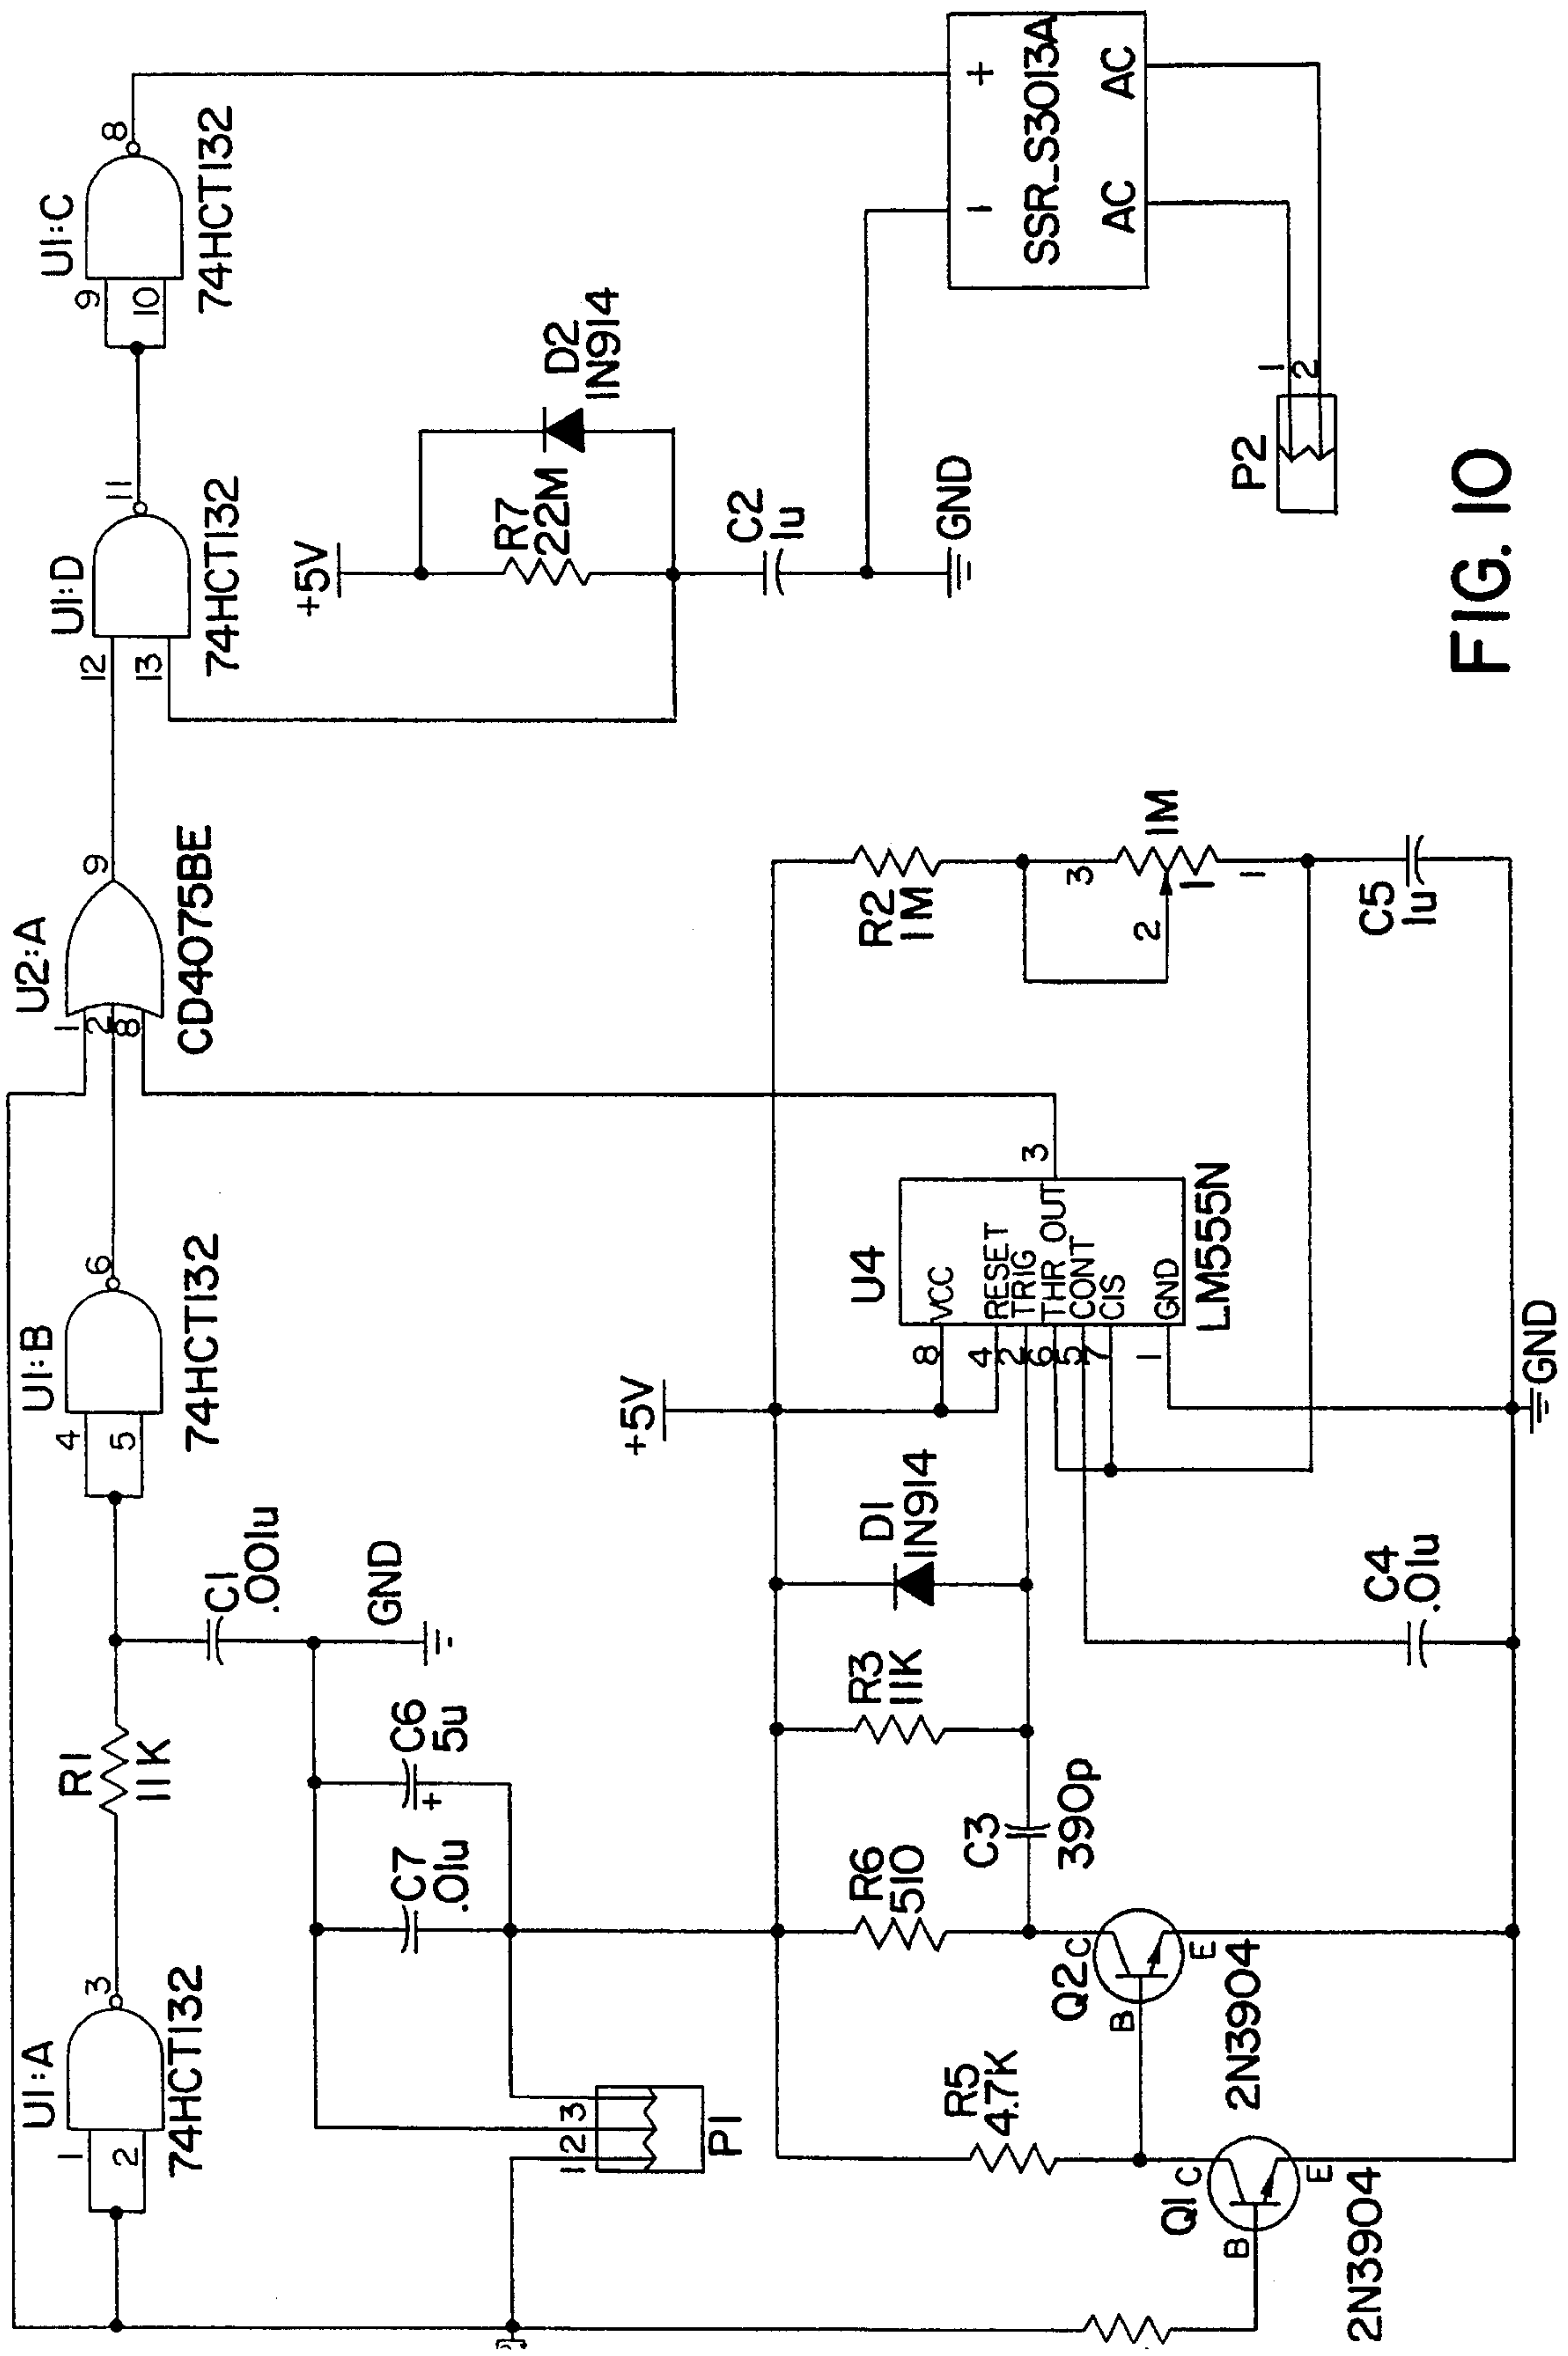 U1:A
1
2
3
74HCT132
R1
11K
C1
.001u
GND
U1:B
4
5
6
74HCT132
U2:A
1
2
8
9
CD4075BE
U1:D
12
13
11
74HCT132
U1:C
9
10
8
74HCT132
C7
.01u
C6
5u
+
P1
1
2
3
+5V
R7
22M
D2
1N914
C2
1u
GND
-
+
SSR_S3013A
AC
AC
P2
1
2
+5V
R5
4.7K
R6
510
C3
390p
R3
11K
D1
1N914
U4
VCC
RESET
TRIG
THR
OUT
CONT
CIS
GND
8
4
2
6
5
7
1
3
LM555N
R2
1M
3
2
1
1
1M
C5
1u
C4
.01u
GND
Q1
C
B
E
2N3904
Q2
C
B
E
2N3904
FIG. 10